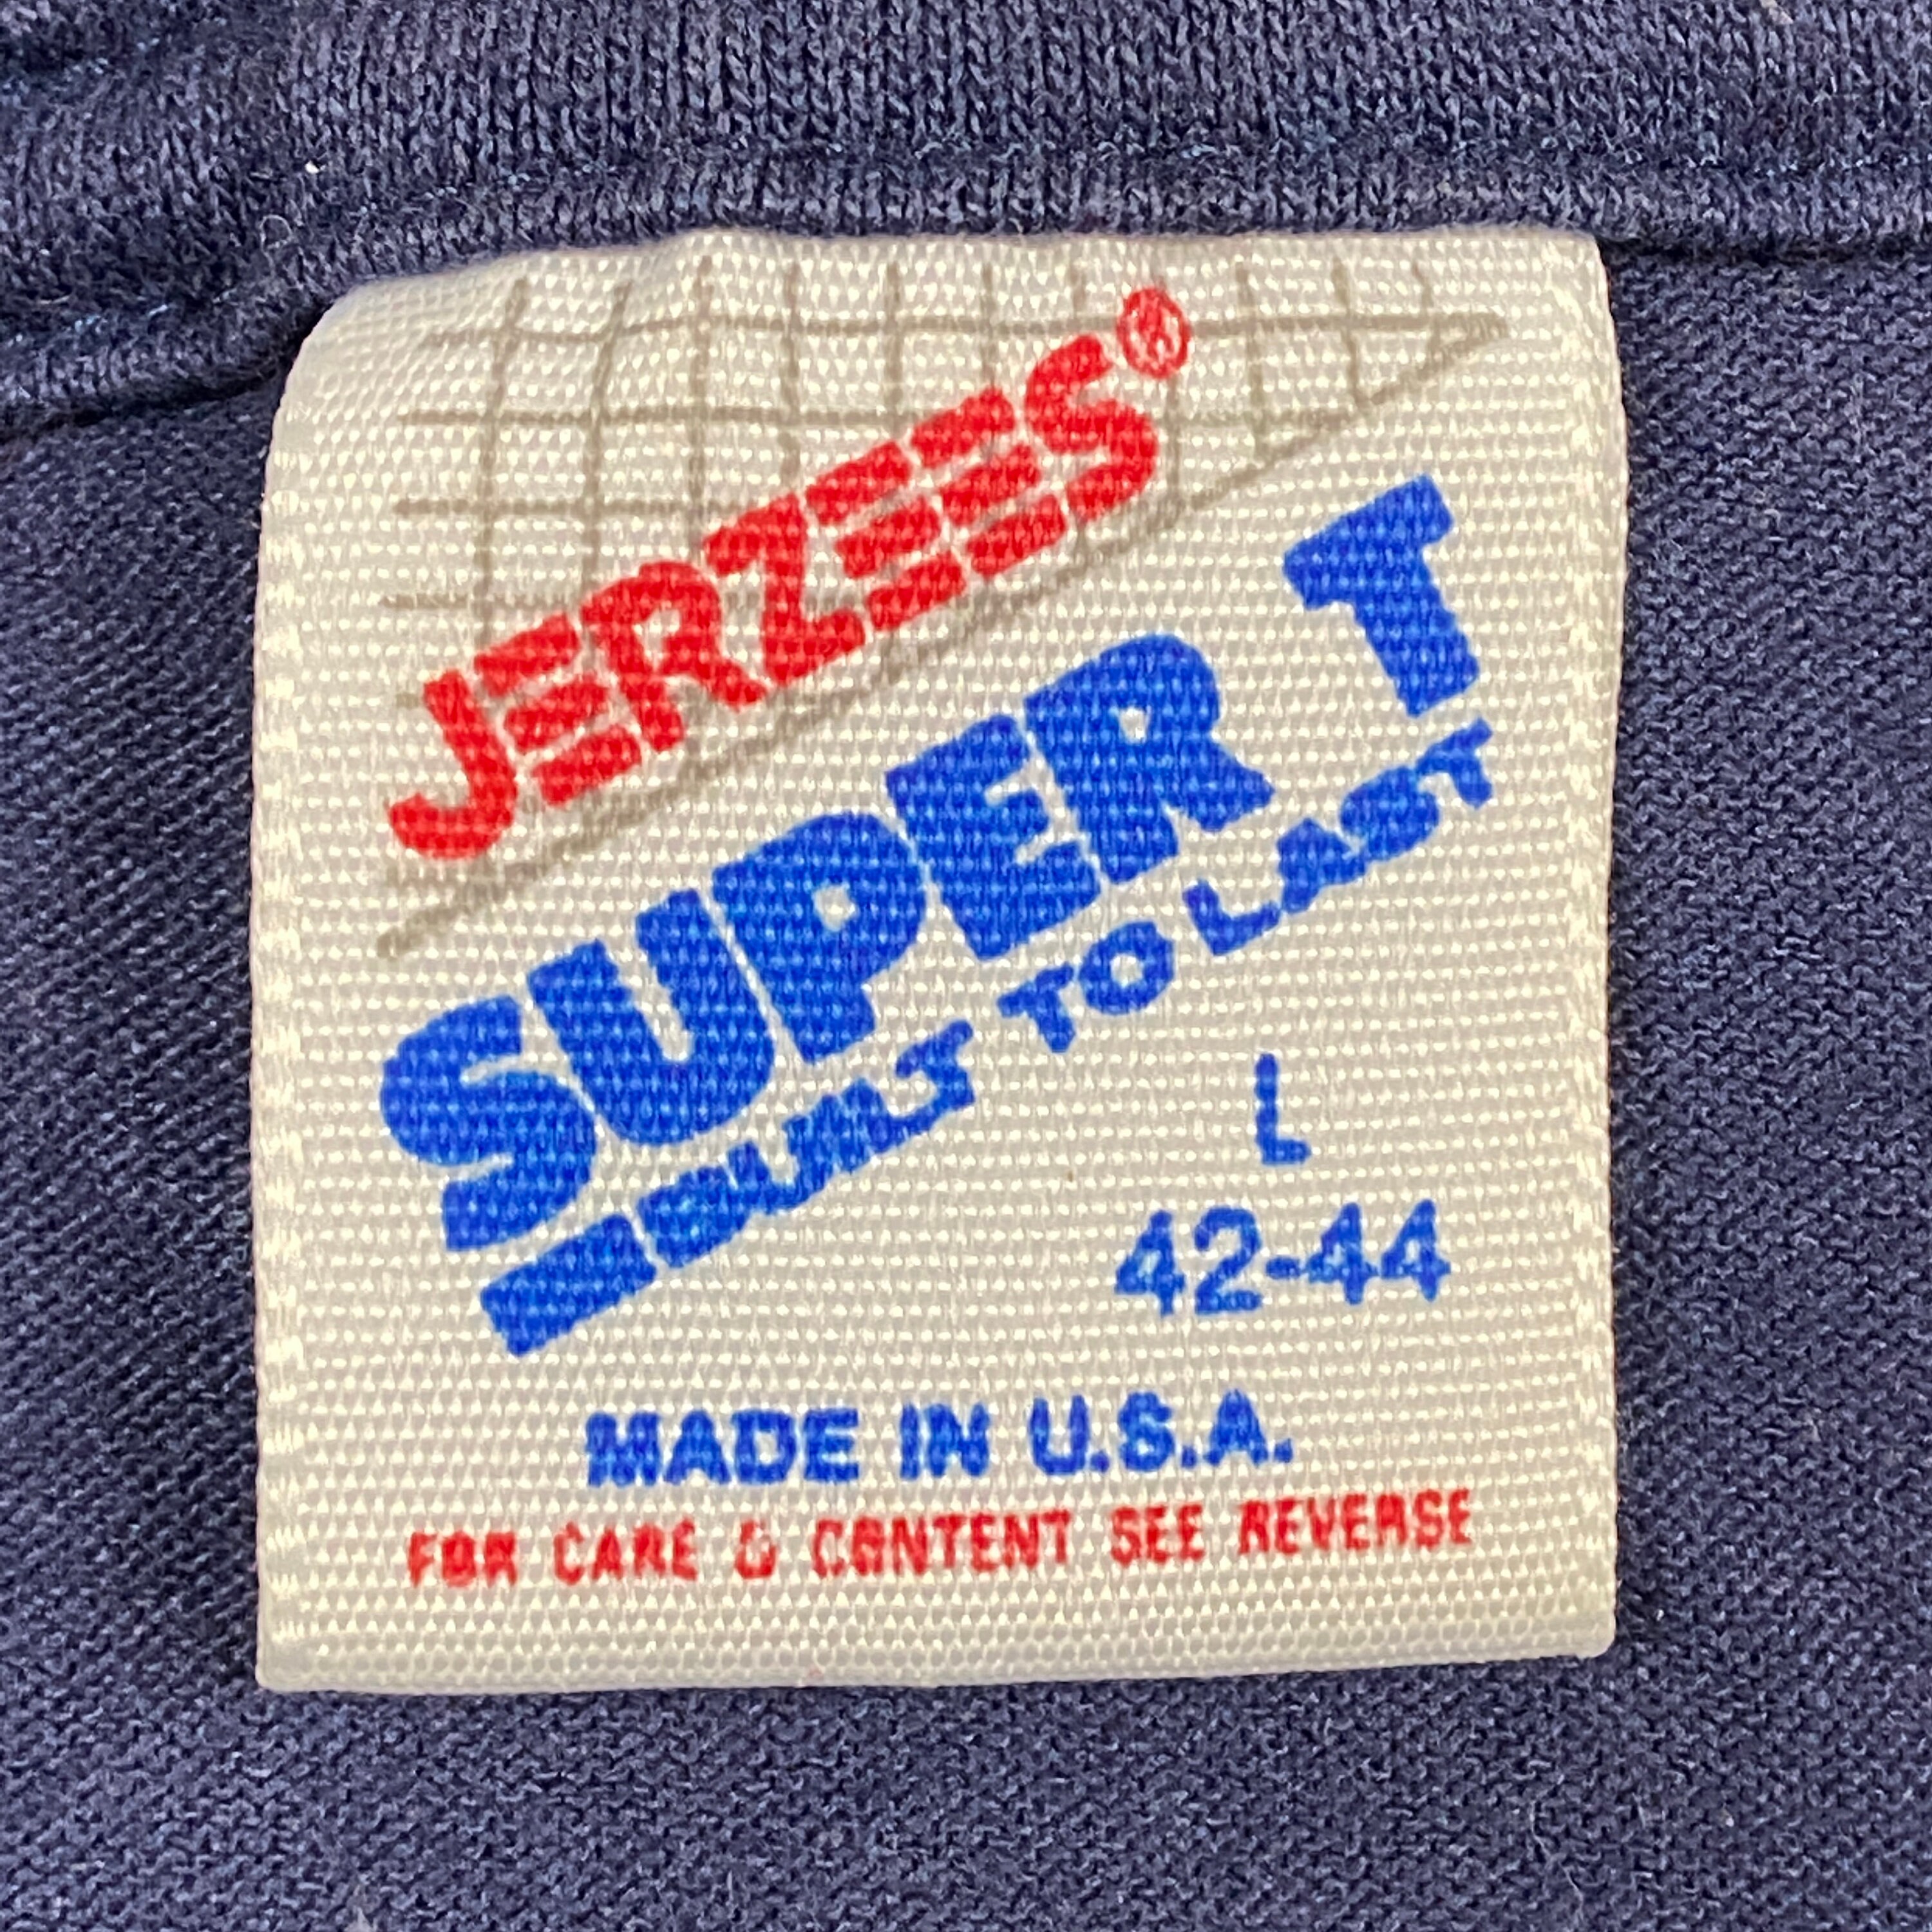 JERZEES®
SUPER T
BUILT TO LAST
L
42-44
MADE IN U.S.A.
FOR CARE & CONTENT SEE REVERSE